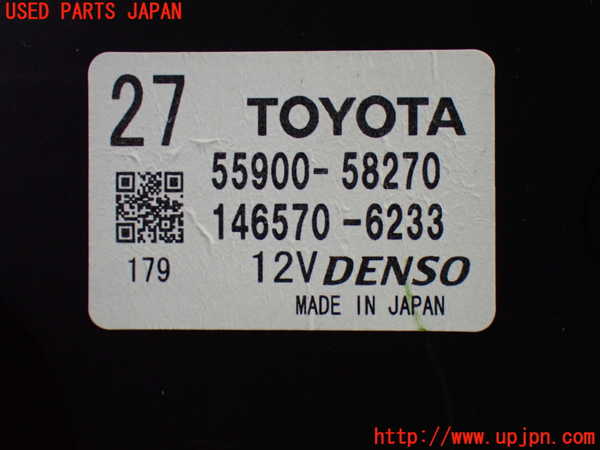 USED PARTS JAPAN
27 TOYOTA
55900-58270
146570-6233
179 12V DENSO
MADE IN JAPAN
UPJ
http://www.upjpn.com/